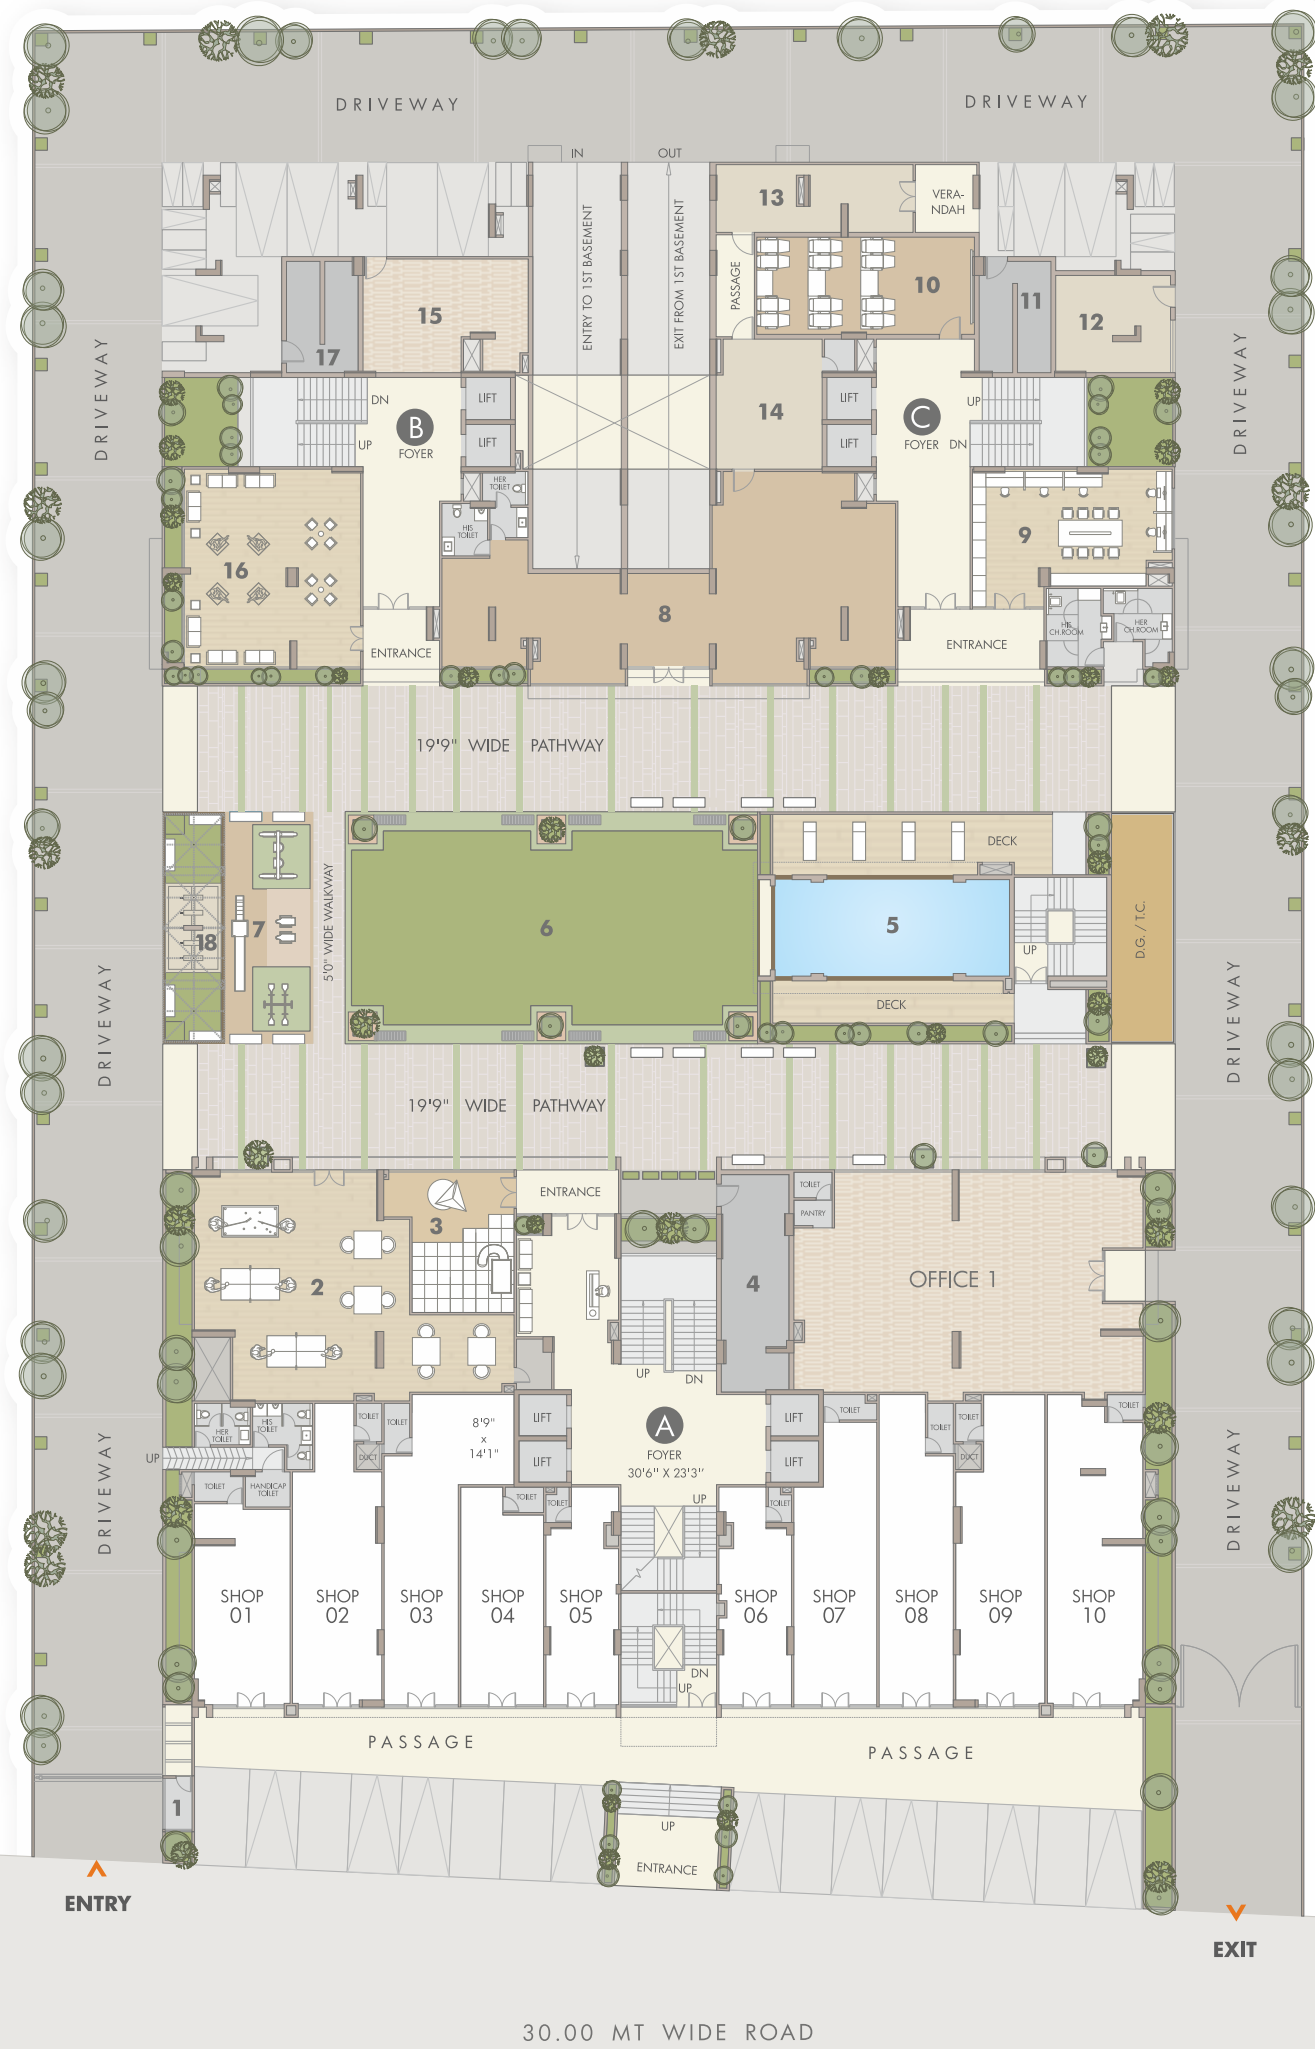 DRIVEWAY
DRIVEWAY
IN
OUT
13
VERA-
NDAH
ENTRY TO 1ST BASEMENT
EXIT FROM 1ST BASEMENT
PASSAGE
10
11
12
15
17
DRIVEWAY
DRIVEWAY
DN
UP
B
FOYER
LIFT
LIFT
14
LIFT
LIFT
C
FOYER
UP
DN
HER
TOILET
HIS
TOILET
16
9
8
HIS
CH.ROOM
HER
CH.ROOM
ENTRANCE
ENTRANCE
19'9" WIDE PATHWAY
DECK
5'0" WIDE WALKWAY
18
7
6
5
UP
D.G. / T.C.
DECK
DRIVEWAY
DRIVEWAY
19'9" WIDE PATHWAY
ENTRANCE
3
TOILET
PANTRY
2
4
OFFICE 1
UP
DN
HER
TOILET
HIS
TOILET
TOILET
TOILET
8'9"
x
14'1"
LIFT
LIFT
A
FOYER
30'6" X 23'3"
LIFT
LIFT
TOILET
TOILET
TOILET
TOILET
UP
DUCT
DUCT
TOILET
HANDICAP
TOILET
TOILET
TOILET
UP
TOILET
DRIVEWAY
DRIVEWAY
SHOP
01
SHOP
02
SHOP
03
SHOP
04
SHOP
05
SHOP
06
SHOP
07
SHOP
08
SHOP
09
SHOP
10
DN
UP
PASSAGE
PASSAGE
1
UP
ENTRANCE
ENTRY
EXIT
30.00 MT WIDE ROAD